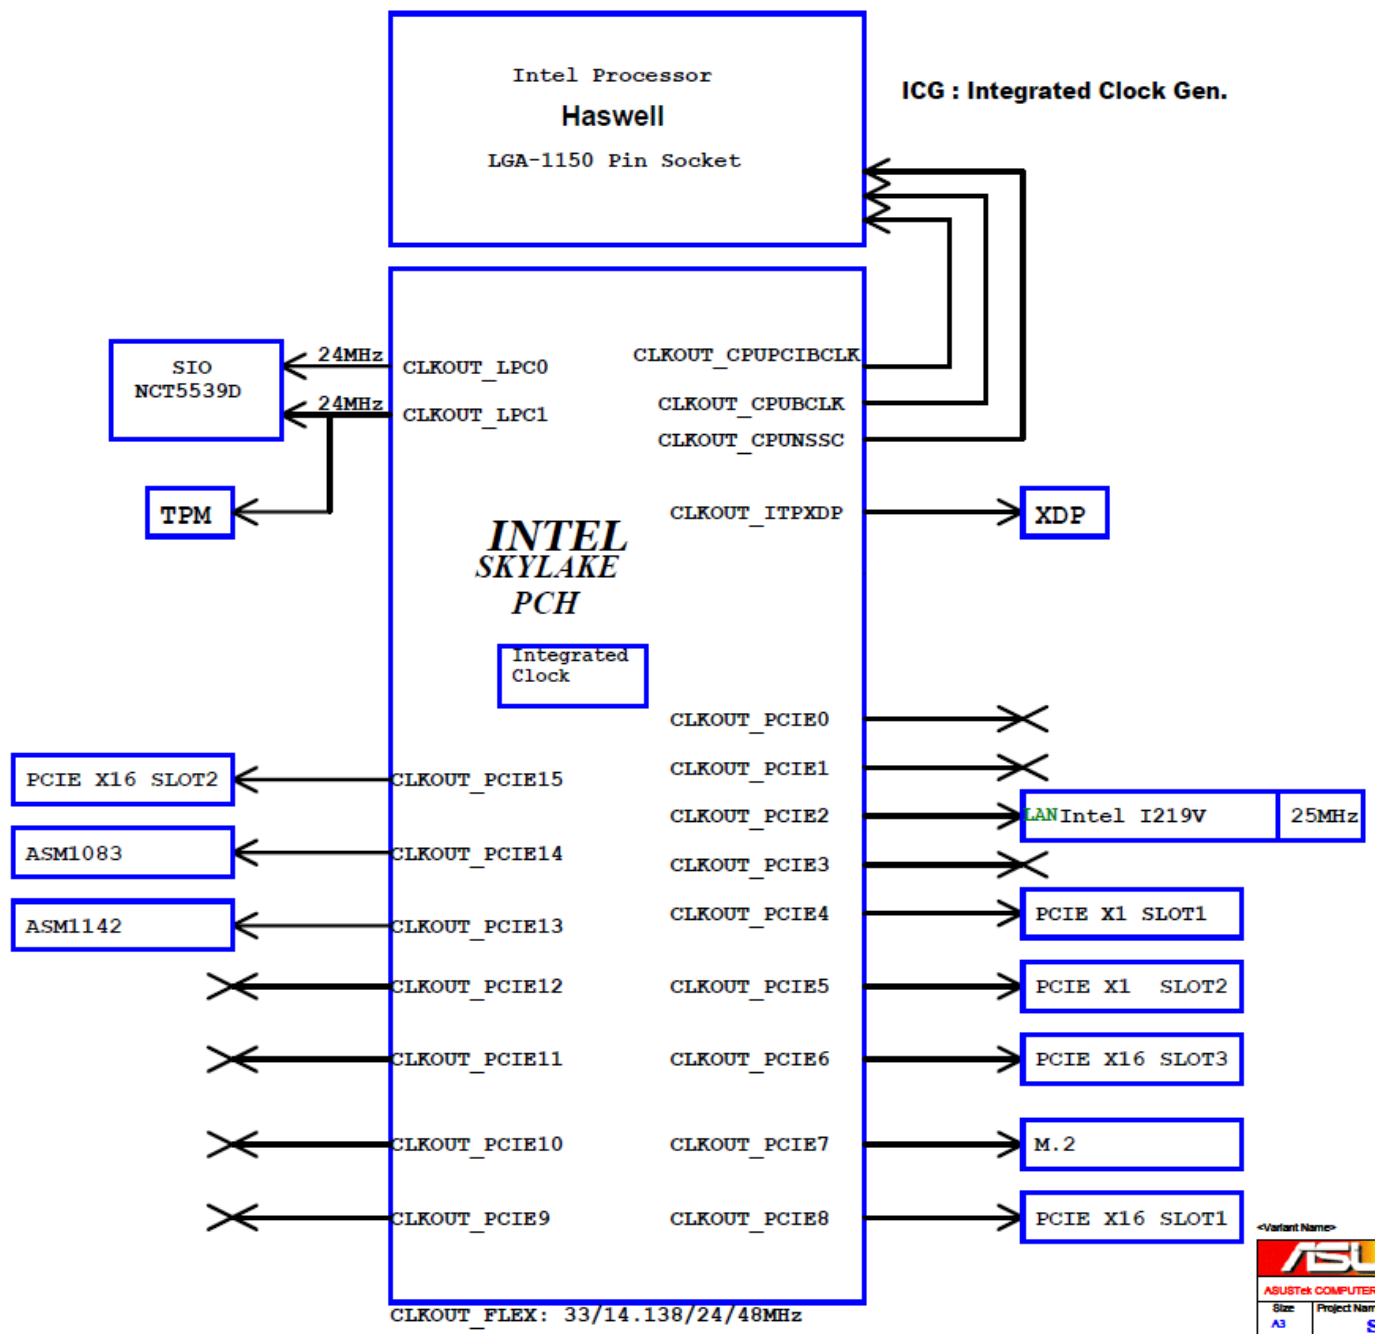 Intel Processor
Haswell
LGA-1150 Pin Socket
ICG : Integrated Clock Gen.
SIO
NCT5539D
24MHz
CLKOUT_LPC0
24MHz
CLKOUT_LPC1
TPM
CLKOUT_CPUPCIBCLK
CLKOUT_CPUBCLK
CLKOUT_CPUNSSC
CLKOUT_ITPXDP
XDP
INTEL
SKYLAKE
PCH
Integrated
Clock
CLKOUT_PCIE0
CLKOUT_PCIE1
CLKOUT_PCIE2
LAN Intel I219V
25MHz
CLKOUT_PCIE3
CLKOUT_PCIE4
PCIE X1 SLOT1
CLKOUT_PCIE5
PCIE X1 SLOT2
CLKOUT_PCIE6
PCIE X16 SLOT3
CLKOUT_PCIE7
M.2
CLKOUT_PCIE8
PCIE X16 SLOT1
PCIE X16 SLOT2
CLKOUT_PCIE15
ASM1083
CLKOUT_PCIE14
ASM1142
CLKOUT_PCIE13
CLKOUT_PCIE12
CLKOUT_PCIE11
CLKOUT_PCIE10
CLKOUT_PCIE9
CLKOUT_FLEX: 33/14.138/24/48MHz
<Variant Name>
ASUSTek COMPUTER
Size
A3